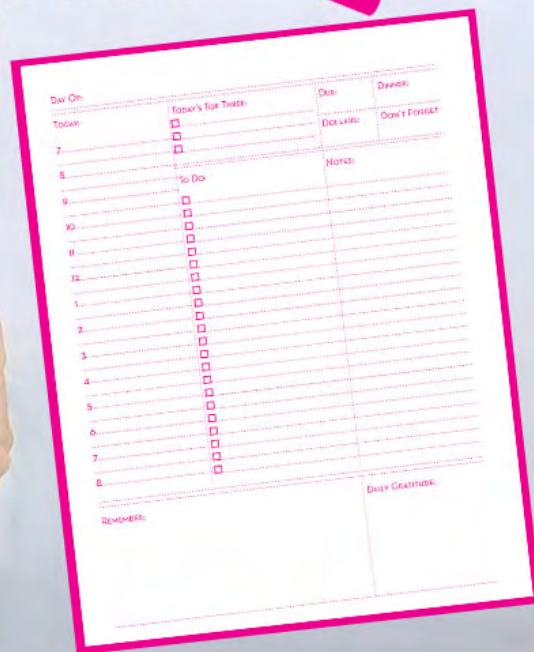 Day Of:
Today:
Today's Top Three:
Due:
Dinner:
Dollars:
Don't Forget
7
8
9
10
11
12
1
2
3
4
5
6
7
8
To Do:
Notes:
Remember:
Daily Gratitude: